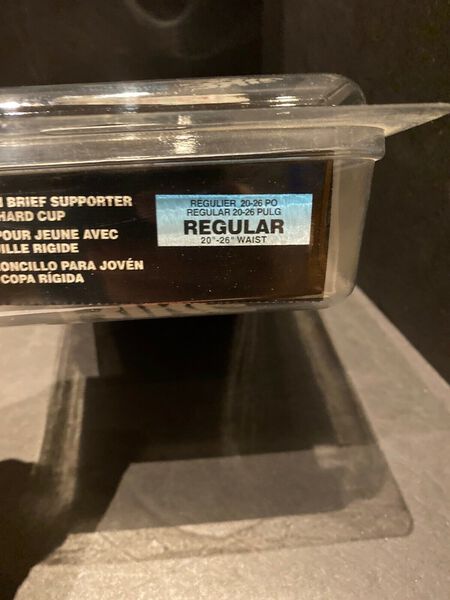 BRIEF SUPPORTER
HARD CUP
POUR JEUNE AVEC
RIGIDE
PARA JOVÉN
COPA RÍGIDA
RÉGULIER 20-26 PO
REGULAR 20-26 PULG
REGULAR
20"-26" WAIST